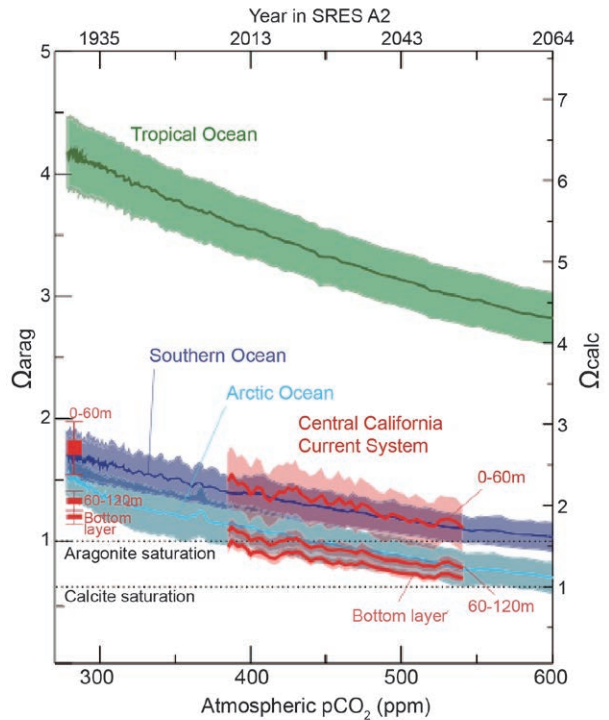 Year in SRES A2
1935 2013 2043 2064
5
4
3
2
1
Ωarag
7
6
5
4
3
2
1
Ωcalc
Tropical Ocean
Southern Ocean
Arctic Ocean
Central California
Current System
0-60m
0-60m
60-120m
Bottom
layer
Aragonite saturation
Calcite saturation
60-120m
Bottom layer
300 400 500 600
Atmospheric pCO₂ (ppm)